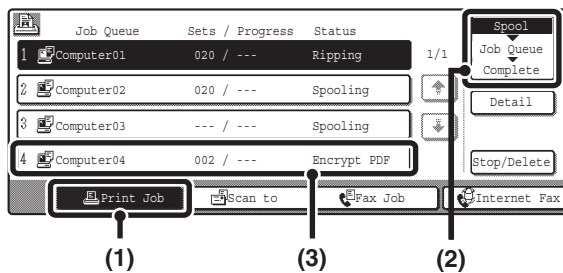 Job Queue Sets / Progress Status
1 Computer01 020 / --- Ripping
2 Computer02 020 / --- Spooling
3 Computer03 --- / --- Spooling
4 Computer04 002 / --- Encrypt PDF
1/1
Spool
Job Queue
Complete
Detail
Stop/Delete
Print Job Scan to Fax Job Internet Fax
(1) (3) (2)